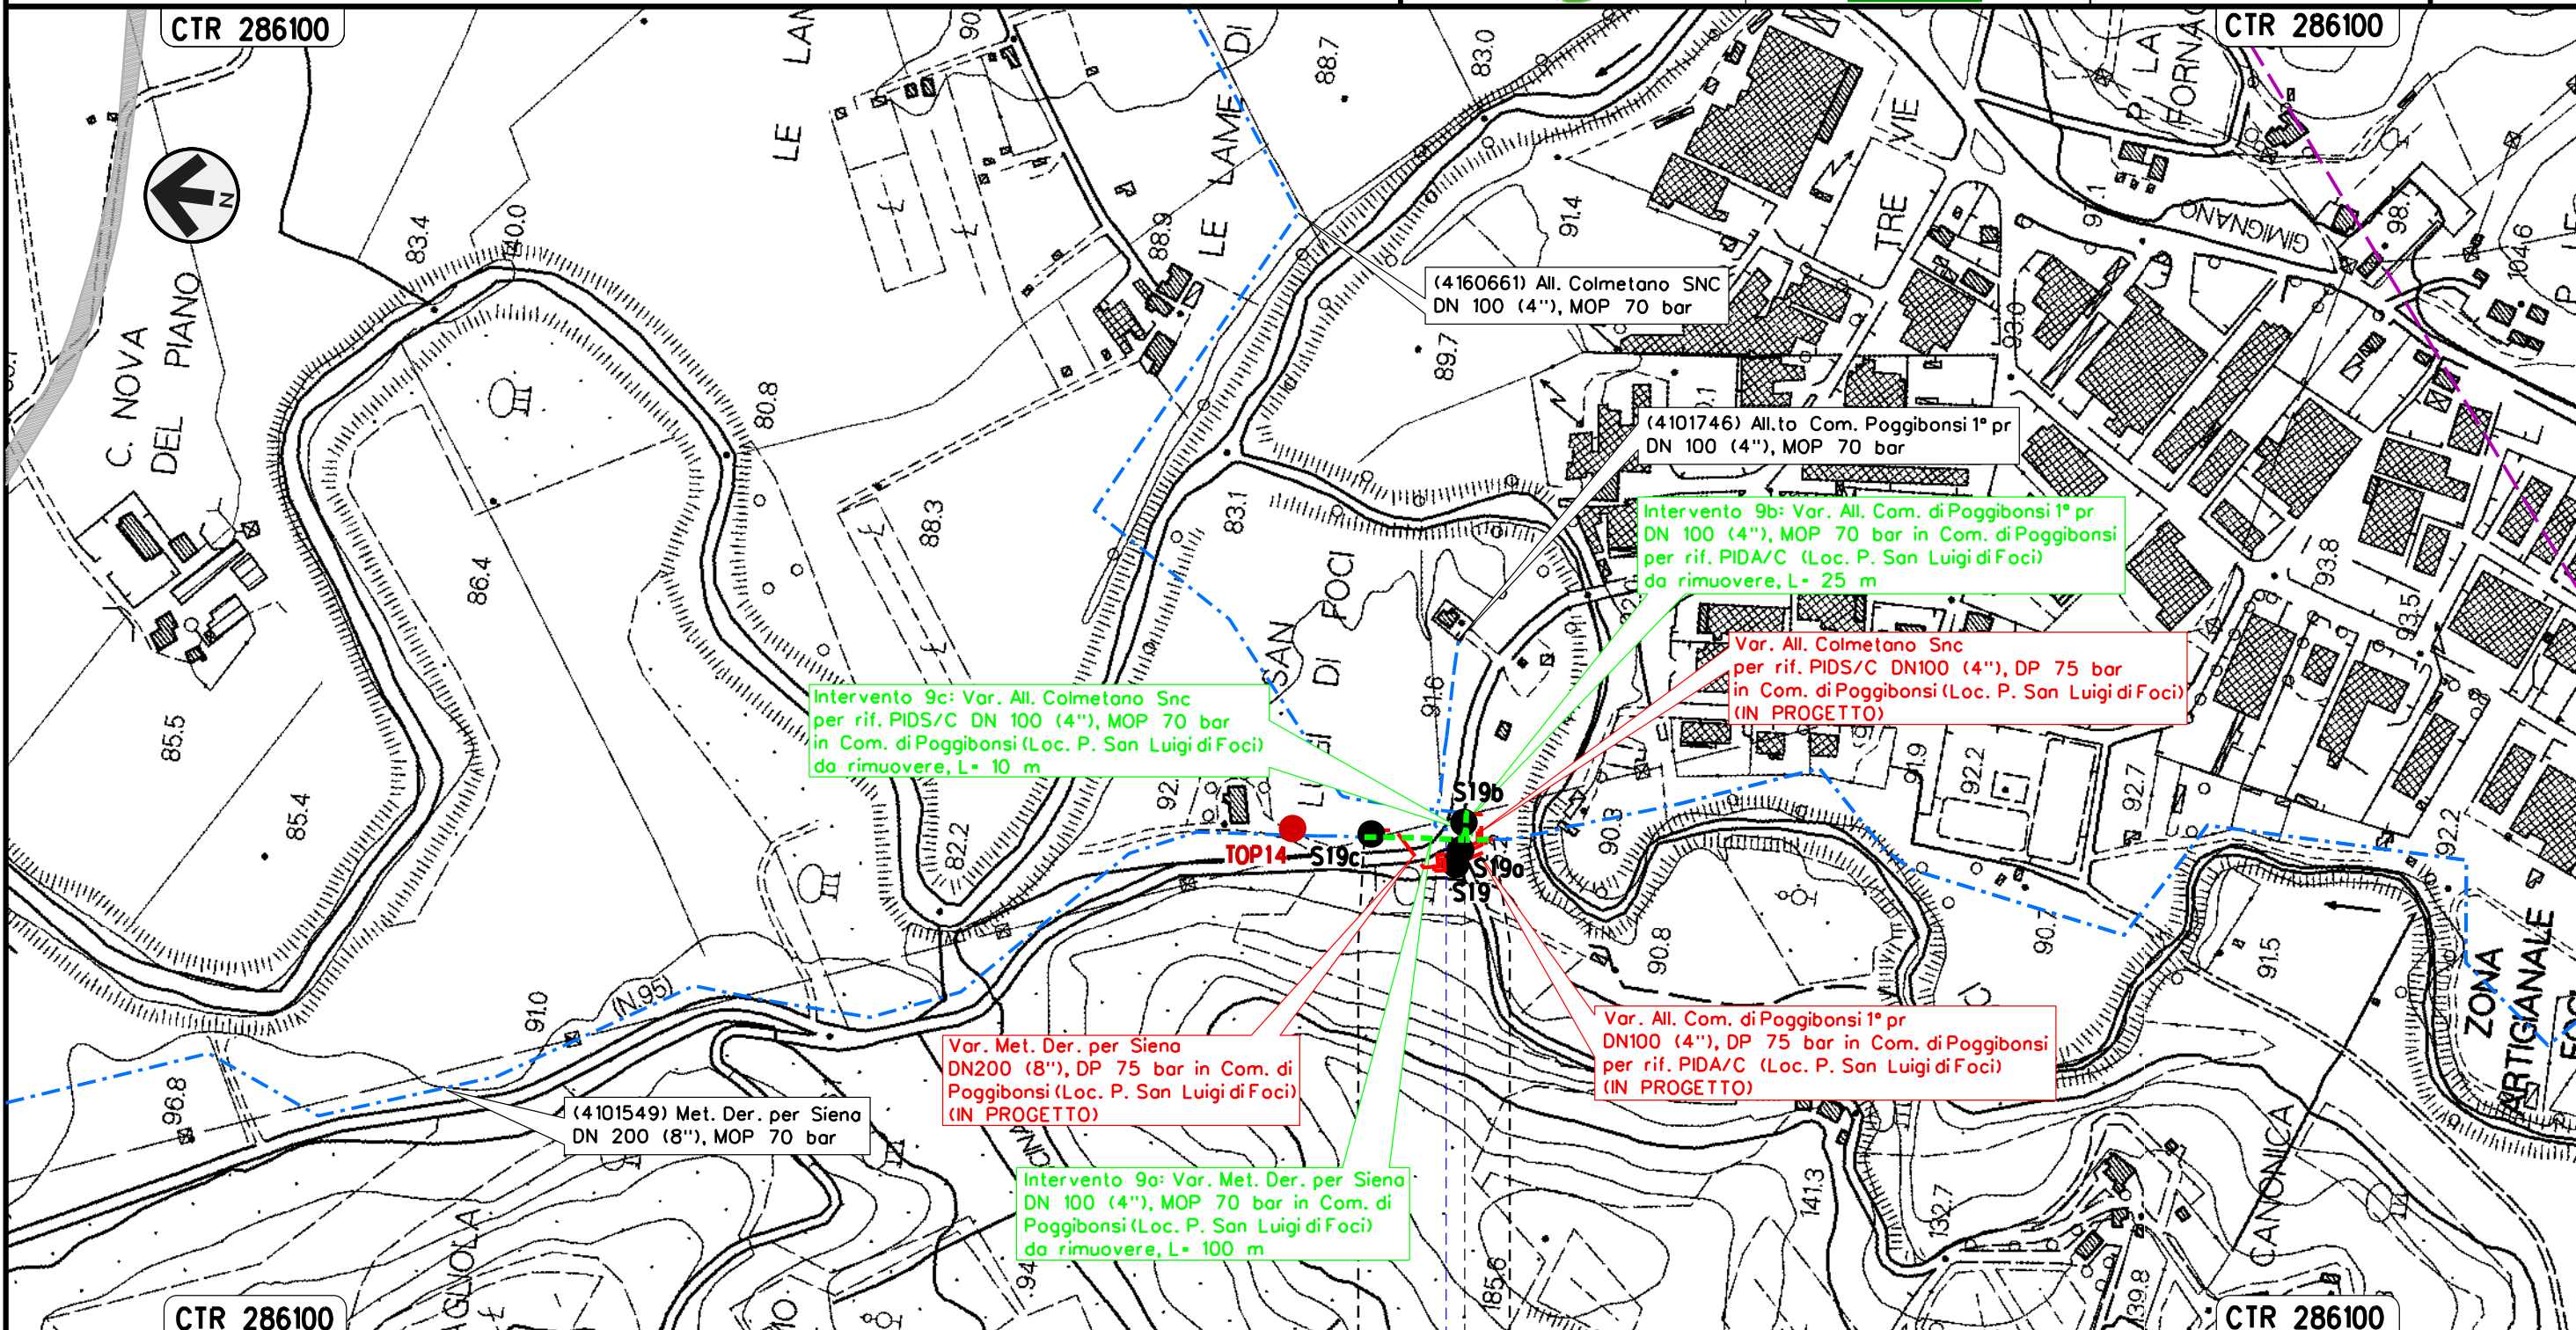 CTR 286100
CTR 286100
N
C. NOVA
DEL PIANO
LE LAME DI
LE
TRE VIE
LA
GIMIGNANO
83.4
40.0
88.9
88.7
83.0
91.4
(4160661) All. Colmetano SNC
DN 100 (4"), MOP 70 bar
97.1
104.6
93.0
89.7
80.8
(4101746) All.to Com. Poggibonsi 1° pr
DN 100 (4"), MOP 70 bar
88.3
83.1
86.4
Intervento 9b: Var. All. Com. di Poggibonsi 1° pr
DN 100 (4"), MOP 70 bar in Com. di Poggibonsi
per rif. PIDA/C (Loc. P. San Luigi di Foci)
da rimuovere, L= 25 m
93.8
93.5
SAN
DI FOCI
91.6
Var. All. Colmetano Snc
per rif. PIDS/C DN100 (4"), DP 75 bar
in Com. di Poggibonsi (Loc. P. San Luigi di Foci)
(IN PROGETTO)
Intervento 9c: Var. All. Colmetano Snc
per rif. PIDS/C DN 100 (4"), MOP 70 bar
in Com. di Poggibonsi (Loc. P. San Luigi di Foci)
da rimuovere, L= 10 m
85.5
85.4
82.2
91.9
92.2
92.7
92.2
90.3
S19b
TOP14
S19c
S19a
S19
90.8
91.5
91.0
(N.95)
96.8
ZONA
ARTIGIANALE
Var. Met. Der. per Siena
DN200 (8"), DP 75 bar in Com. di
Poggibonsi (Loc. P. San Luigi di Foci)
(IN PROGETTO)
Var. All. Com. di Poggibonsi 1° pr
DN100 (4"), DP 75 bar in Com. di Poggibonsi
per rif. PIDA/C (Loc. P. San Luigi di Foci)
(IN PROGETTO)
(4101549) Met. Der. per Siena
DN 200 (8"), MOP 70 bar
Intervento 9a: Var. Met. Der. per Siena
DN 100 (4"), MOP 70 bar in Com. di
Poggibonsi (Loc. P. San Luigi di Foci)
da rimuovere, L= 100 m
141.3
132.7
CANONICA
185.6
139.8
CTR 286100
CTR 286100